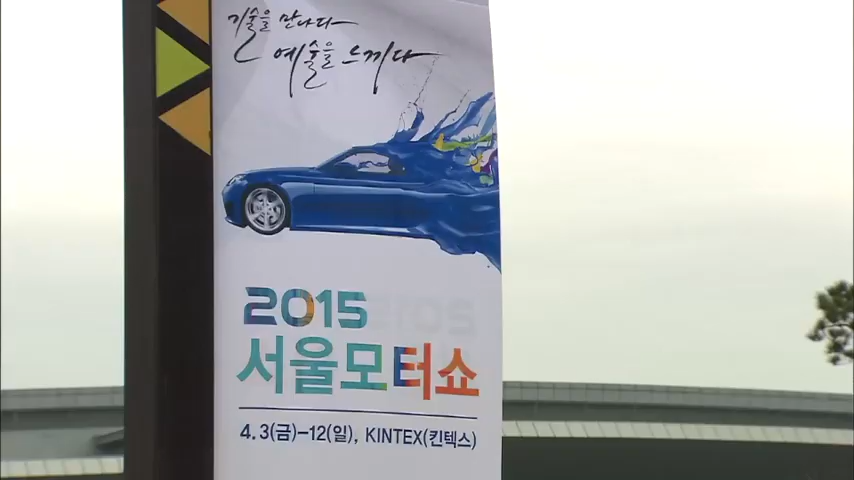 기술을 만나다
예술을 느끼다
2015
서울모터쇼
4. 3(금)-12(일), KINTEX(킨텍스)